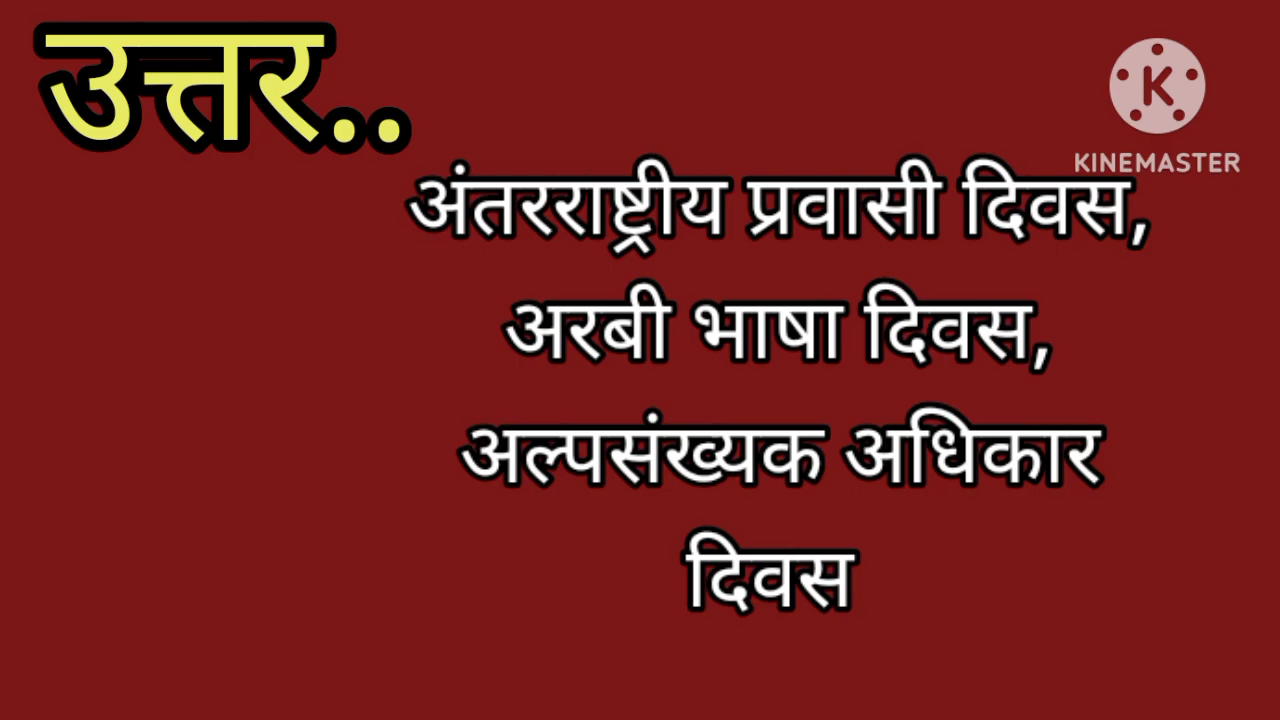 उत्तर..
KINEMASTER
अंतरराष्ट्रीय प्रवासी दिवस,
अरबी भाषा दिवस,
अल्पसंख्यक अधिकार
दिवस